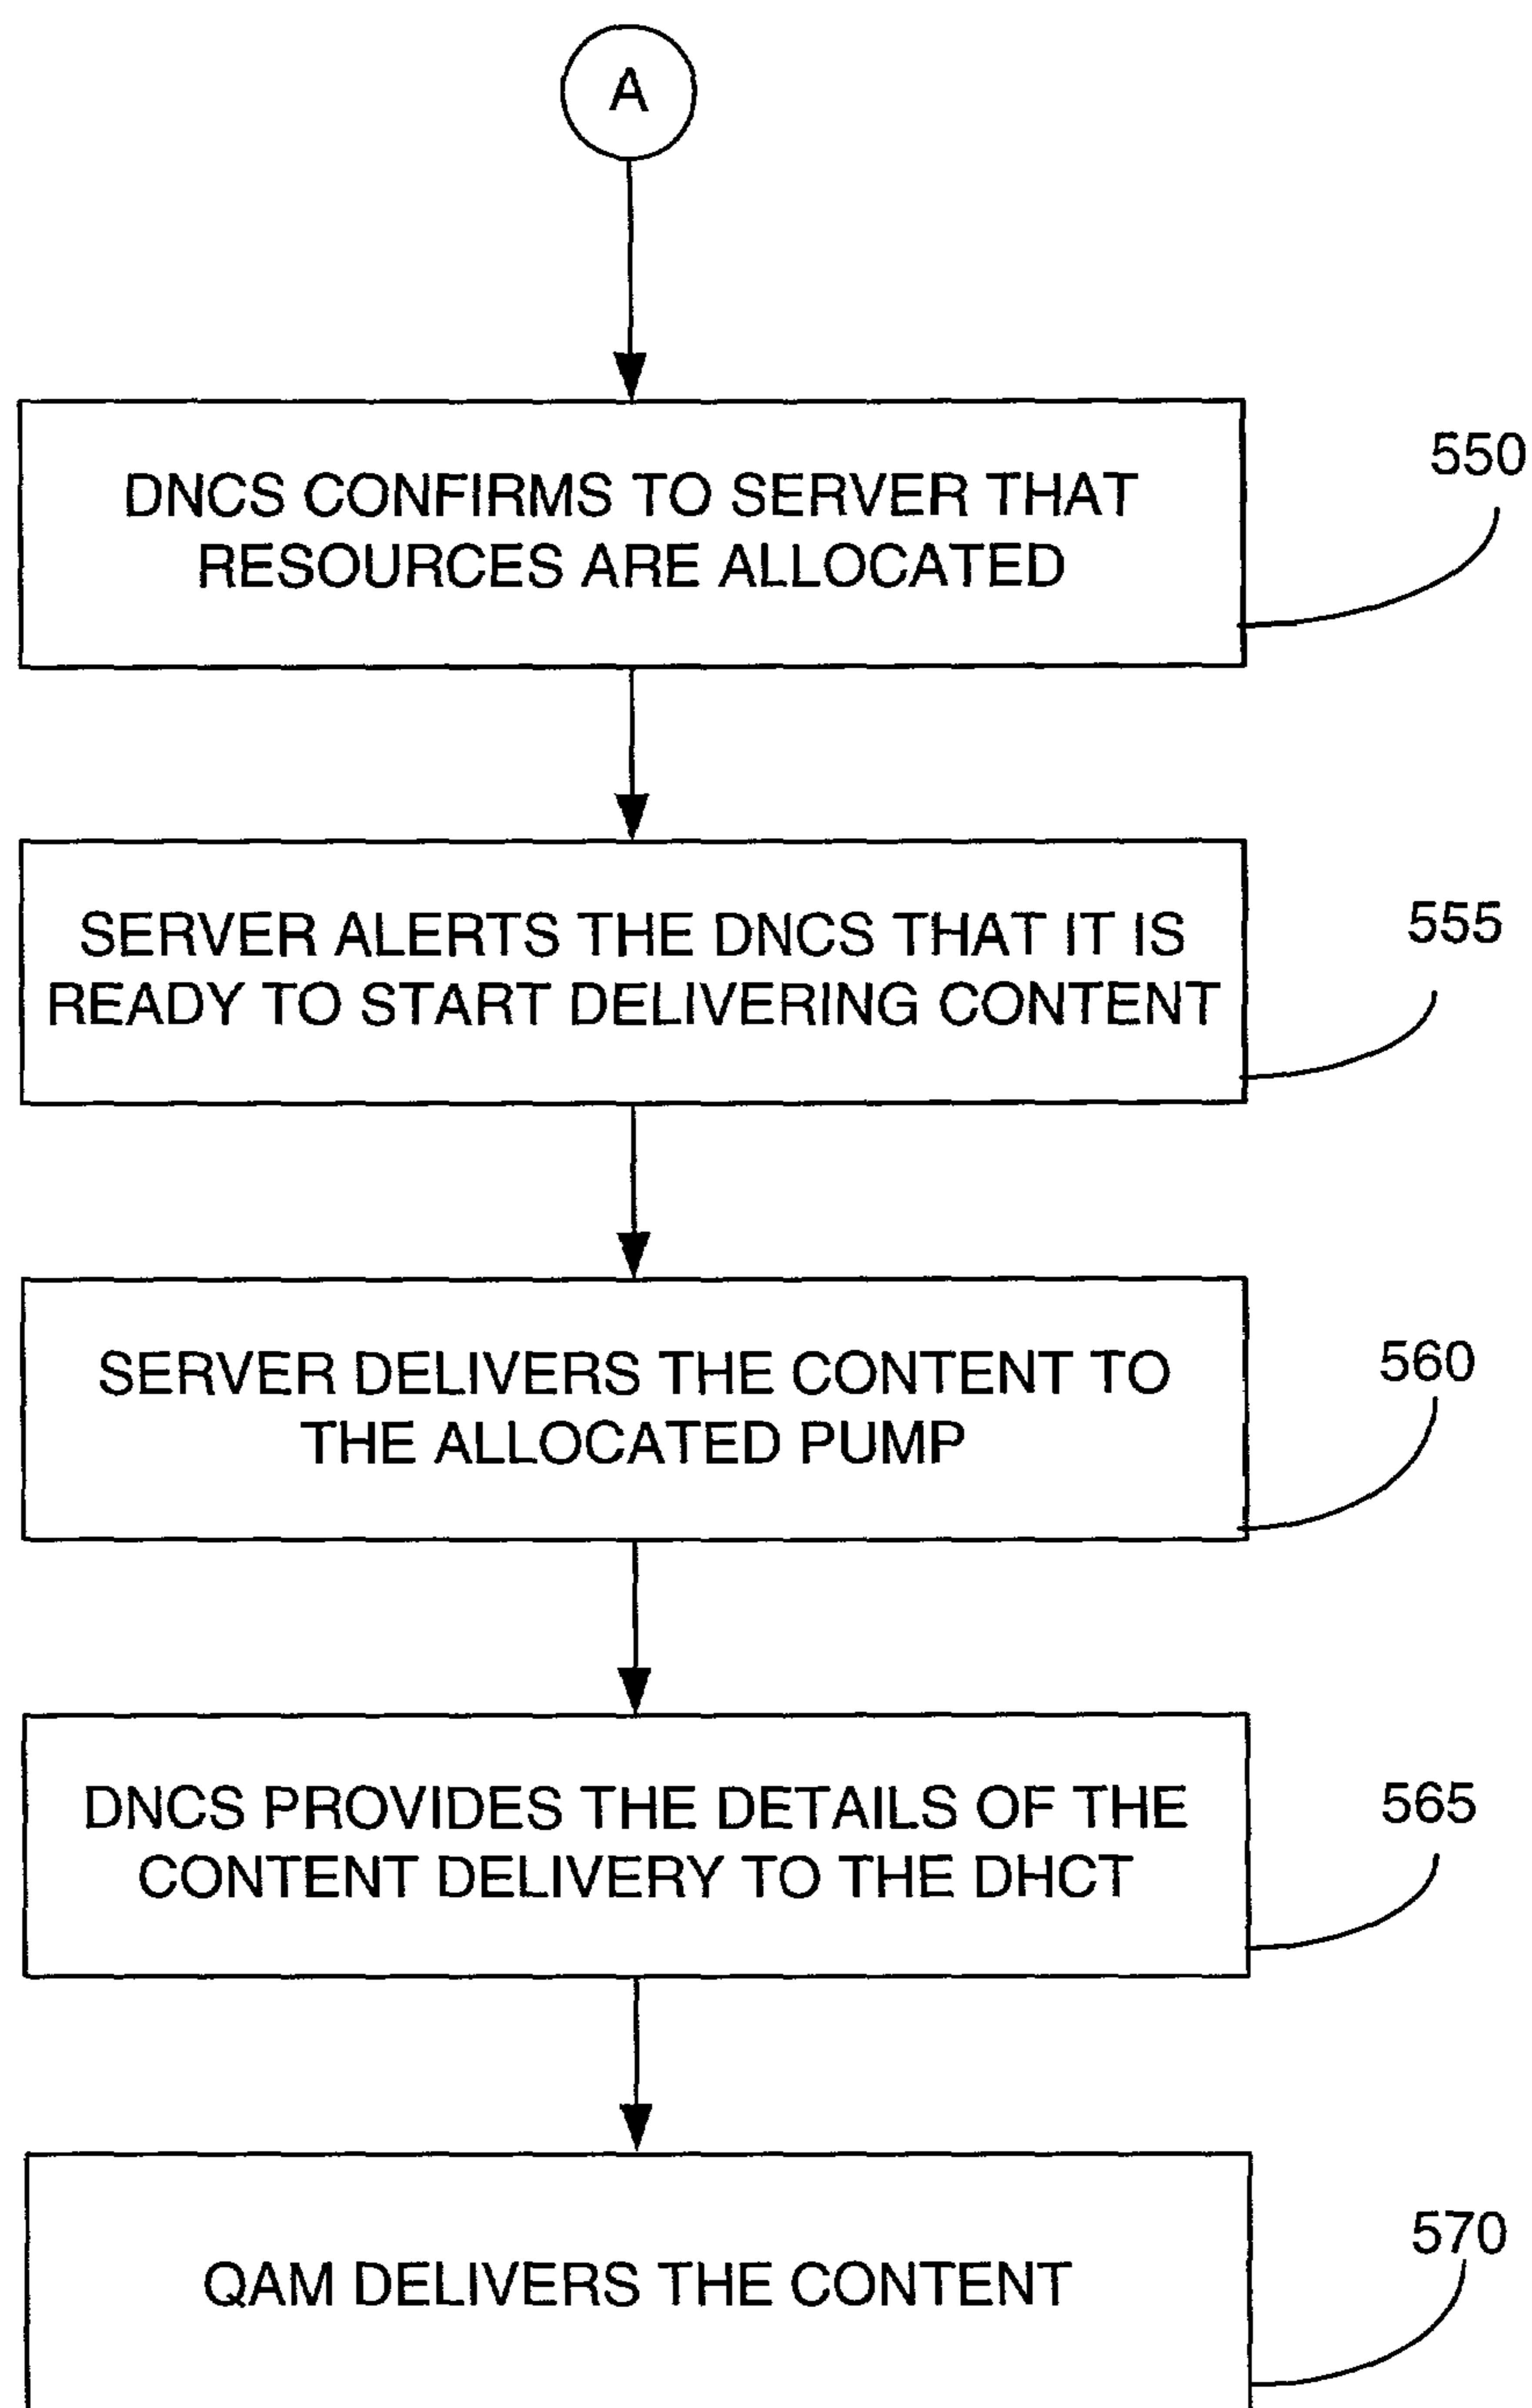 A
DNCS CONFIRMS TO SERVER THAT
RESOURCES ARE ALLOCATED
550
SERVER ALERTS THE DNCS THAT IT IS
READY TO START DELIVERING CONTENT
555
SERVER DELIVERS THE CONTENT TO
THE ALLOCATED PUMP
560
DNCS PROVIDES THE DETAILS OF THE
CONTENT DELIVERY TO THE DHCT
565
QAM DELIVERS THE CONTENT
570